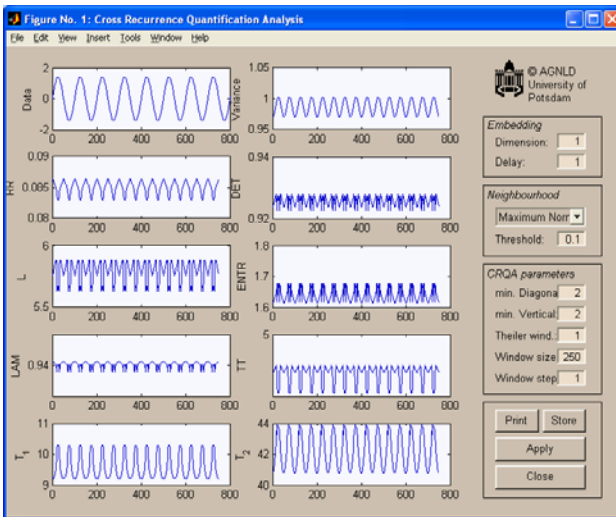 Figure No. 1: Cross Recurrence Quantification Analysis
File Edit View Insert Tools Window Help
2
0
-2
Data
0 200 400 600 800
1.05
1
0.95
Variance
0 200 400 600 800
© AGNLD
University of
Potsdam
0.09
0.085
0.08
RR
0 200 400 600 800
0.94
0.92
DET
0 200 400 600 800
Embedding
Dimension: 1
Delay: 1
6
5.5
L
0 200 400 600 800
1.8
1.7
1.6
ENTR
0 200 400 600 800
Neighbourhood
Maximum Norr
Threshold: 0.1
0.94
LAM
0 200 400 600 800
5
TT
0 200 400 600 800
CRQA parameters
min. Diagona 2
min. Vertical: 2
Theiler wind.: 1
Window size 250
Window step 1
11
10
9
T1
0 200 400 600 800
44
42
40
T2
0 200 400 600 800
Print Store
Apply
Close